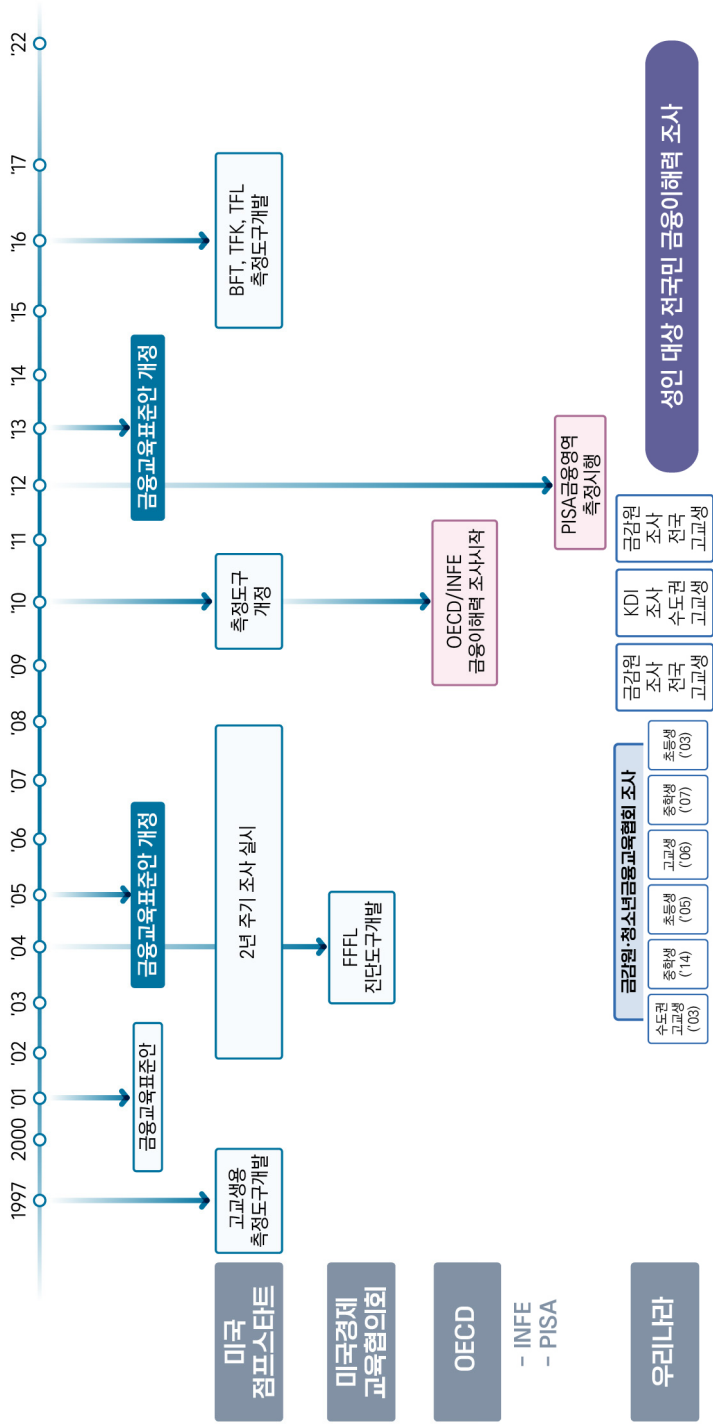 1997
2000
'01
'02
'03
'04
'05
'06
'07
'08
'09
'10
'11
'12
'13
'14
'15
'16
'17
'22
금융교육표준안
금융교육표준안 개정
금융교육표준안 개정
미국
점프스타트
고교생용
측정도구개발
2년 주기 조사 실시
측정도구
개정
BFT, TFK, TFL
측정도구개발
미국경제
교육협의회
FFFL
진단도구개발
OECD
- INFE
- PISA
OECD/INFE
금융이해력 조사시작
PISA금융영역
측정시행
우리나라
금감원·청소년금융교육협회 조사
수도권
고교생
('03)
중학생
('14)
초등생
('05)
고교생
('06)
중학생
('07)
초등생
('03)
금감원
조사
전국
고교생
KDI
조사
수도권
고교생
금감원
조사
전국
고교생
성인 대상 전국민 금융이해력 조사